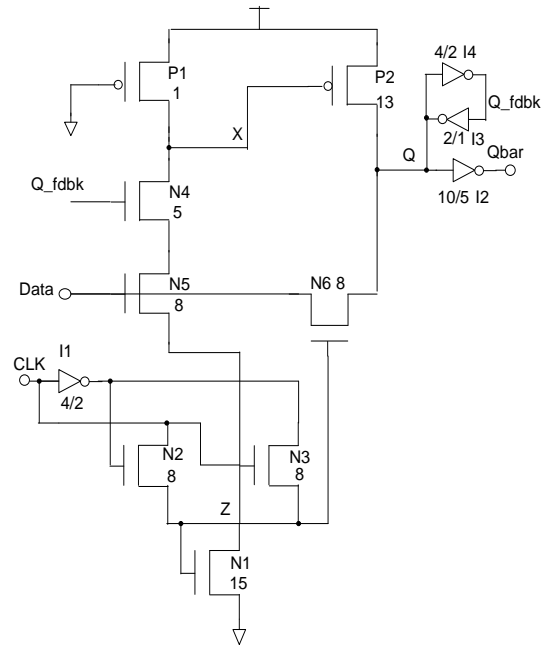 P1
1
P2
13
4/2 I4
Q_fdbk
2/1 I3
X
Q
Qbar
10/5 I2
Q_fdbk
N4
5
Data
N5
8
N6 8
CLK
I1
4/2
N2
8
N3
8
Z
N1
15